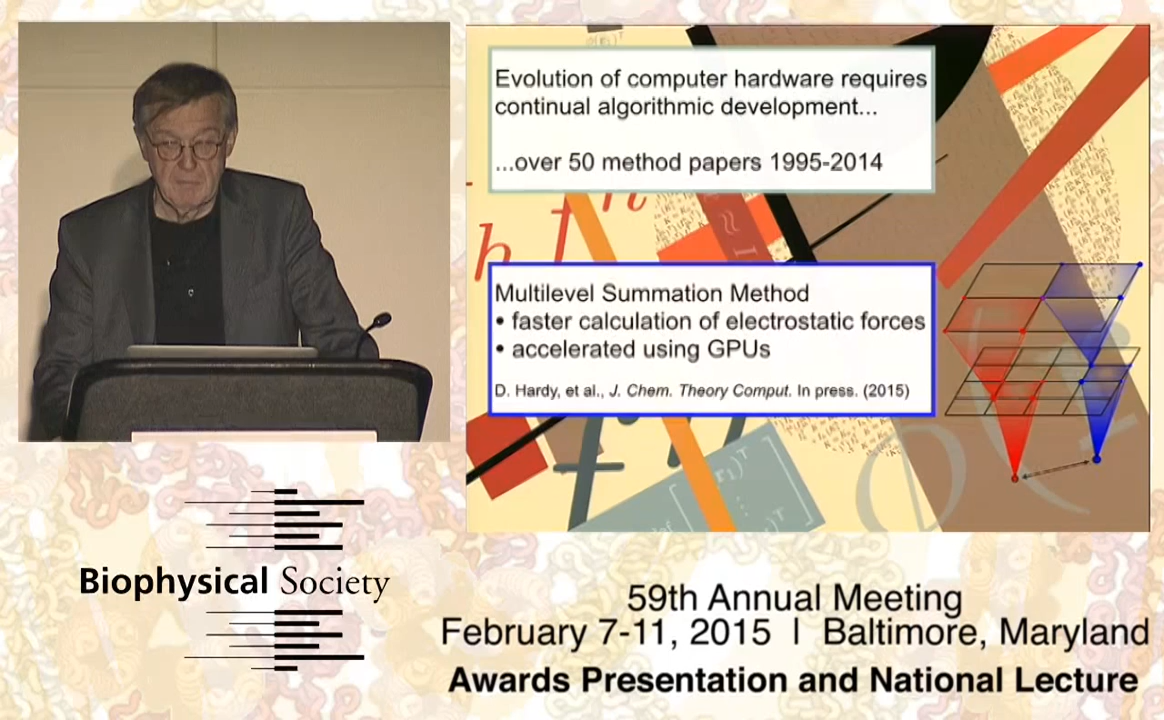 Evolution of computer hardware requires
continual algorithmic development...
...over 50 method papers 1995-2014
Multilevel Summation Method
• faster calculation of electrostatic forces
• accelerated using GPUs
D. Hardy, et al., J. Chem. Theory Comput. In press. (2015)
Biophysical Society
59th Annual Meeting
February 7-11, 2015 | Baltimore, Maryland
Awards Presentation and National Lecture